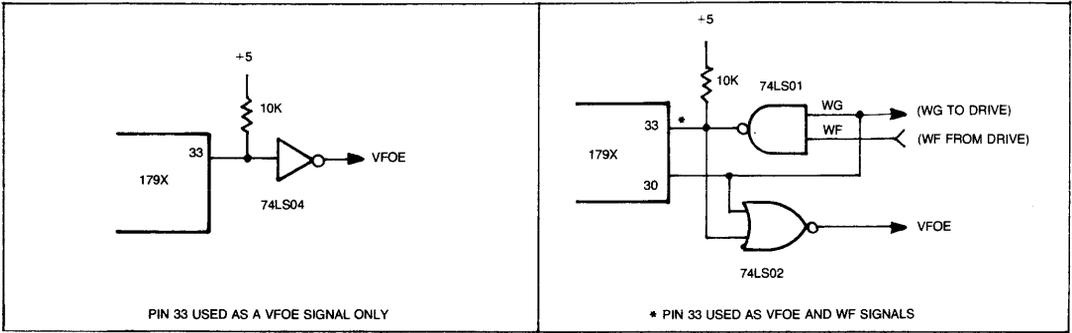 +5
10K
33
VFOE
179X
74LS04
PIN 33 USED AS A VFOE SIGNAL ONLY
+5
10K
74LS01
WG
(WG TO DRIVE)
33
*
WF
(WF FROM DRIVE)
179X
30
VFOE
74LS02
* PIN 33 USED AS VFOE AND WF SIGNALS